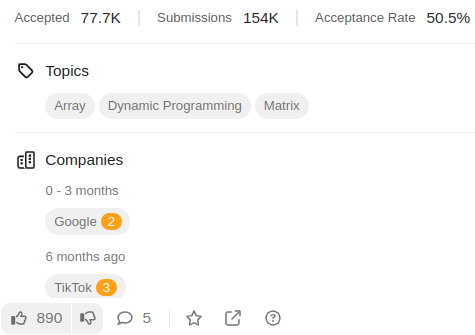 Accepted 77.7K Submissions 154K Acceptance Rate 50.5%
Topics
Array Dynamic Programming Matrix
Companies
0 - 3 months
Google 2
6 months ago
TikTok 3
890 5